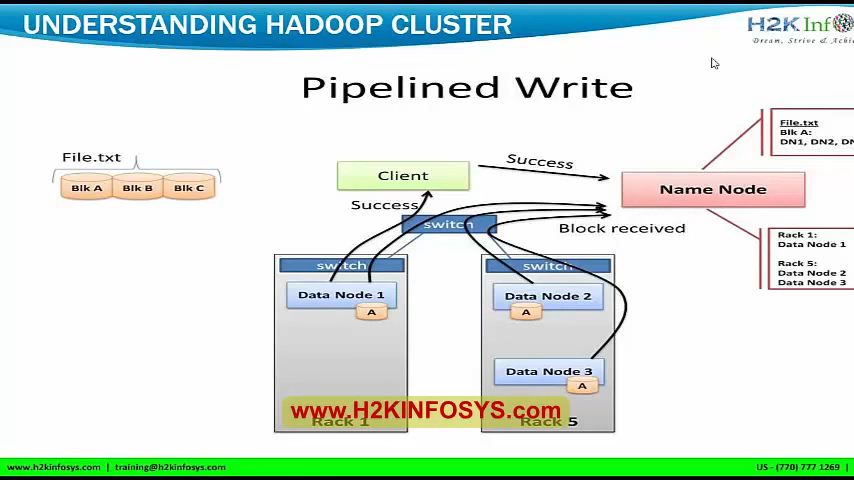 UNDERSTANDING HADOOP CLUSTER
H2K Inf
Dream, Strive & Achi
Pipelined Write
File.txt
Blk A
Blk B
Blk C
Client
Success
Success
Name Node
File.txt
Blk A:
DN1, DN2, DN
switch
Block received
Rack 1:
Data Node 1
Rack 5:
Data Node 2
Data Node 3
switch
switch
Data Node 1
A
Data Node 2
A
Data Node 3
A
www.H2KINFOSYS.com
Rack 1
Rack 5
www.h2kinfosys.com | training@h2kinfosys.com
US - (770) 777 1269 |